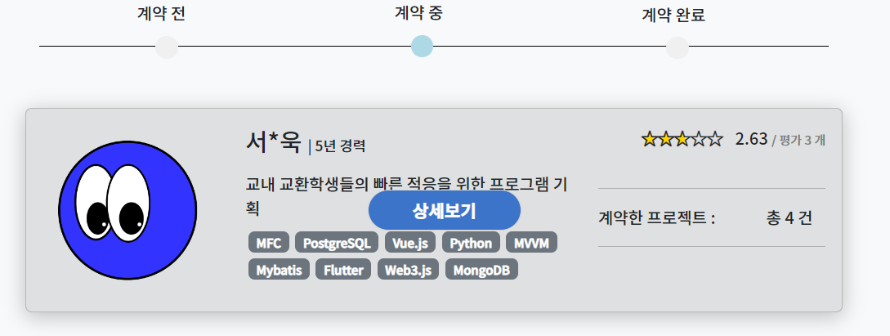 계약 전
계약 중
계약 완료
서*욱 | 5년 경력
2.63 / 평가 3 개
교내 교환학생들의 빠른 적응을 위한 프로그램 기
획
상세보기
계약한 프로젝트 : 총 4 건
MFC PostgreSQL Vue.js Python MVVM
Mybatis Flutter Web3.js MongoDB